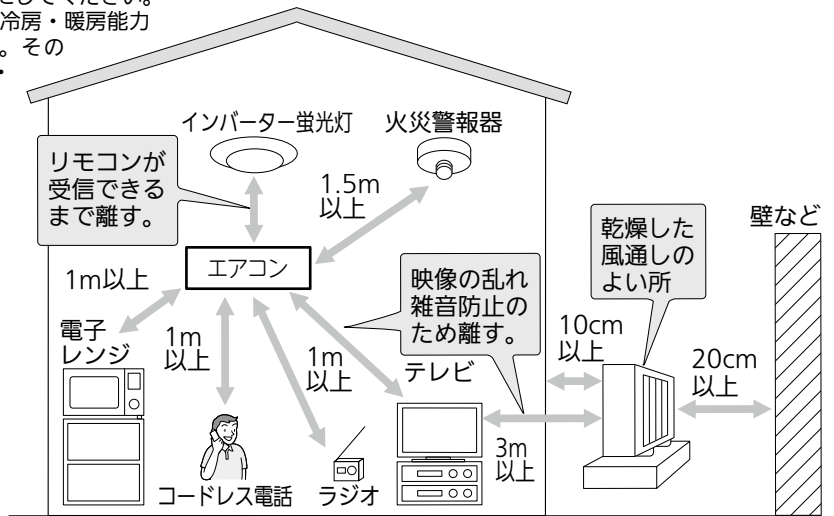 としてください。
冷房・暖房能力
。その
・
インバーター蛍光灯
火災警報器
リモコンが
受信できる
まで離す。
1.5m
以上
エアコン
1m以上
電子
レンジ
1m
以上
コードレス電話
1m
以上
ラジオ
映像の乱れ
雑音防止の
ため離す。
テレビ
3m
以上
乾燥した
風通しの
よい所
10cm
以上
20cm
以上
壁など